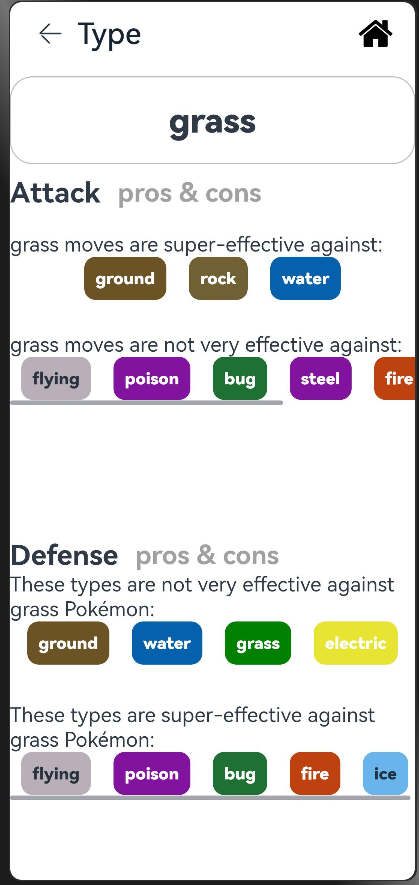 Type
grass
Attack pros & cons
grass moves are super-effective against:
ground rock water
grass moves are not very effective against:
flying poison bug steel fire
Defense pros & cons
These types are not very effective against
grass Pokémon:
ground water grass electric
These types are super-effective against
grass Pokémon:
flying poison bug fire ice